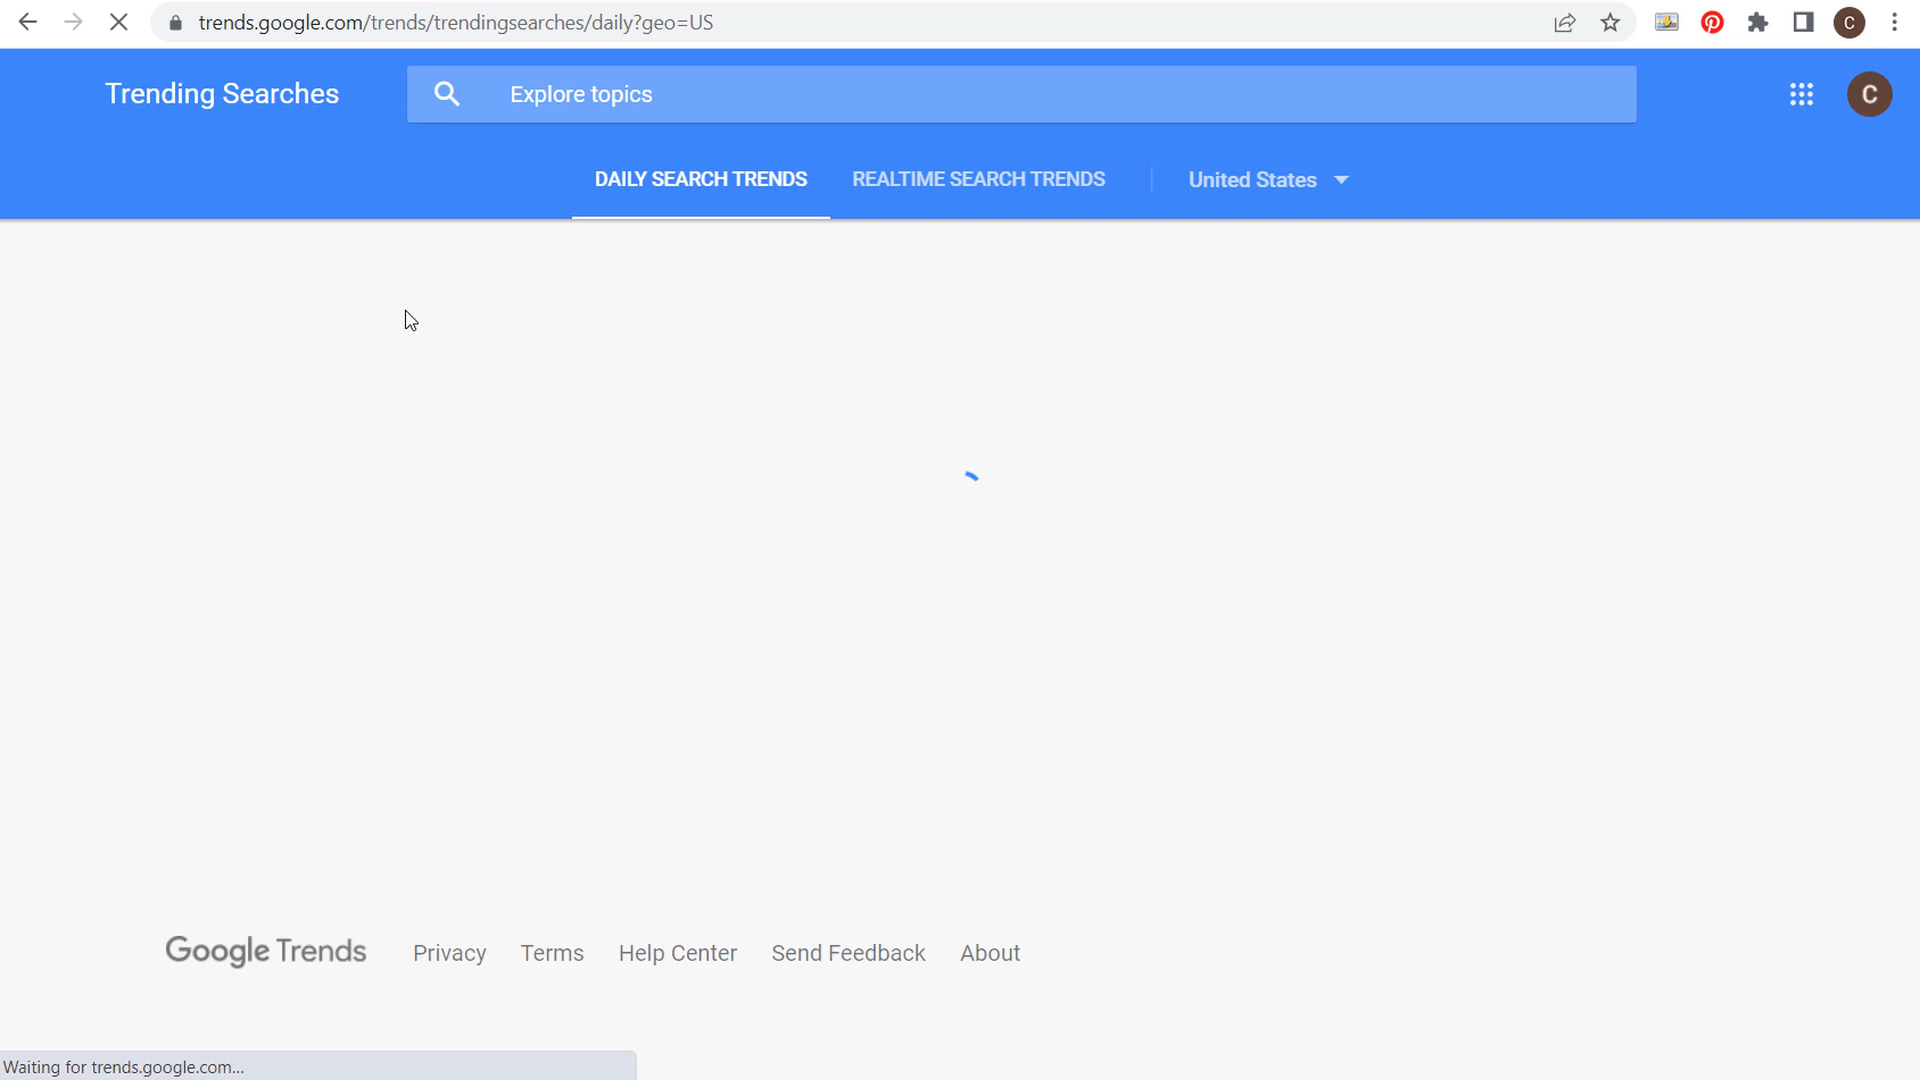 trends.google.com/trends/trendingsearches/daily?geo=US
C
Trending Searches
Explore topics
C
DAILY SEARCH TRENDS
REALTIME SEARCH TRENDS
United States
Google Trends
Privacy
Terms
Help Center
Send Feedback
About
Waiting for trends.google.com...